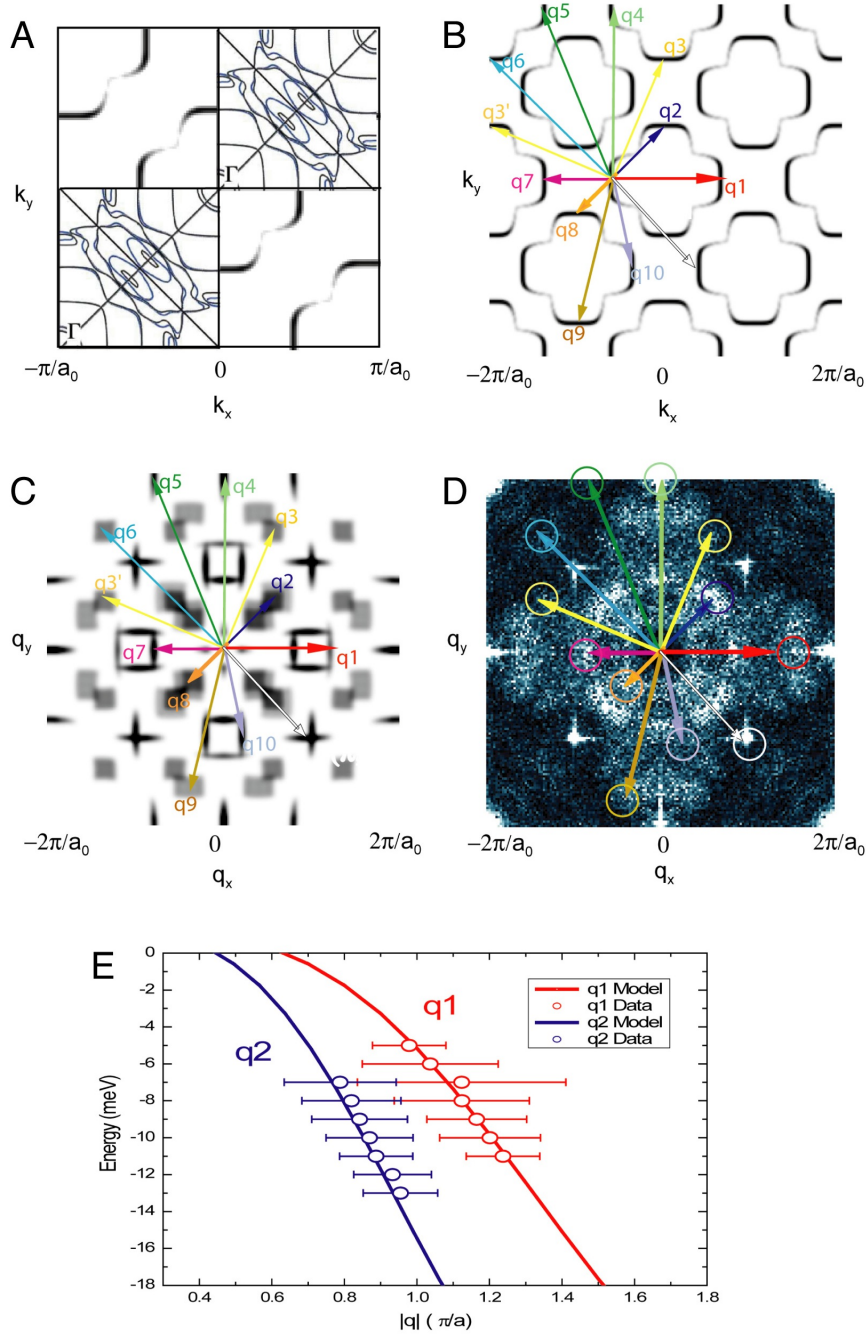 A
Γ
Γ
k_y
−π/a₀ 0 π/a₀
k_x
B
q5 q4
q6 q3
q3' q2
q7 q1
q8
q10
q9
k_y
−2π/a₀ 0 2π/a₀
k_x
C
q5 q4
q6 q3
q3' q2
q7 q1
q8
q10
q9
q_y
−2π/a₀ 0 2π/a₀
q_x
D
q_y
−2π/a₀ 0 2π/a₀
q_x
E
0
-2
-4
-6
-8
-10
-12
-14
-16
-18
Energy (meV)
q2
q1
q1 Model
q1 Data
q2 Model
q2 Data
0.4 0.6 0.8 1.0 1.2 1.4 1.6 1.8
|q| ( π/a)